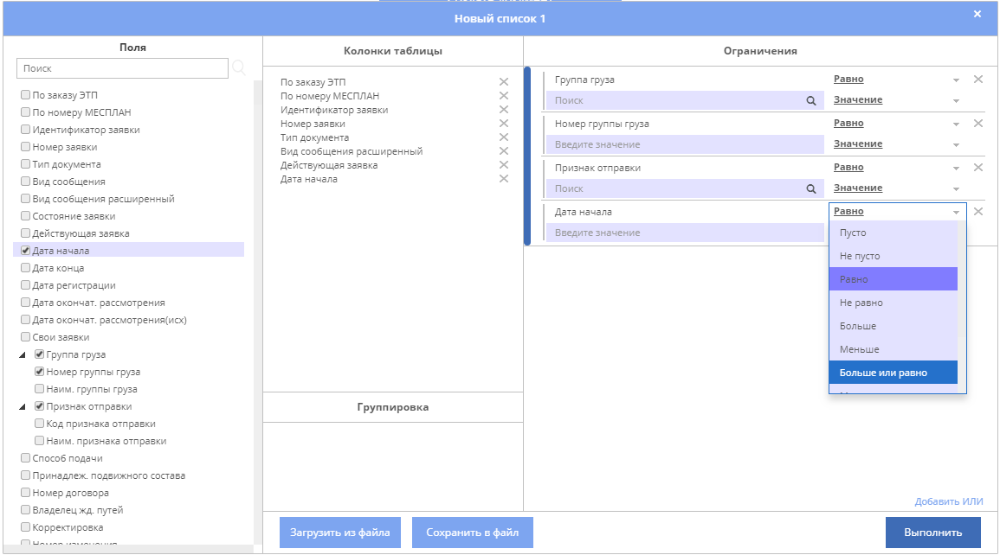 Новый список 1
Поля
Поиск
По заказу ЭТП
По номеру МЕСПЛАН
Идентификатор заявки
Номер заявки
Тип документа
Вид сообщения
Вид сообщения расширенный
Состояние заявки
Действующая заявка
Дата начала
Дата конца
Дата регистрации
Дата окончат. рассмотрения
Дата окончат. рассмотрения(исх)
Свои заявки
Группа груза
Номер группы груза
Наим. группы груза
Признак отправки
Код признака отправки
Наим. признака отправки
Способ подачи
Принадлеж. подвижного состава
Номер договора
Владелец жд. путей
Корректировка
Номер изменения
Колонки таблицы
По заказу ЭТП
По номеру МЕСПЛАН
Идентификатор заявки
Номер заявки
Тип документа
Вид сообщения расширенный
Действующая заявка
Дата начала
Группировка
Ограничения
Группа груза Равно
Поиск Значение
Номер группы груза Равно
Введите значение Значение
Признак отправки Равно
Поиск Значение
Дата начала Равно
Введите значение
Пусто
Не пусто
Равно
Не равно
Больше
Меньше
Больше или равно
Добавить ИЛИ
Загрузить из файла
Сохранить в файл
Выполнить